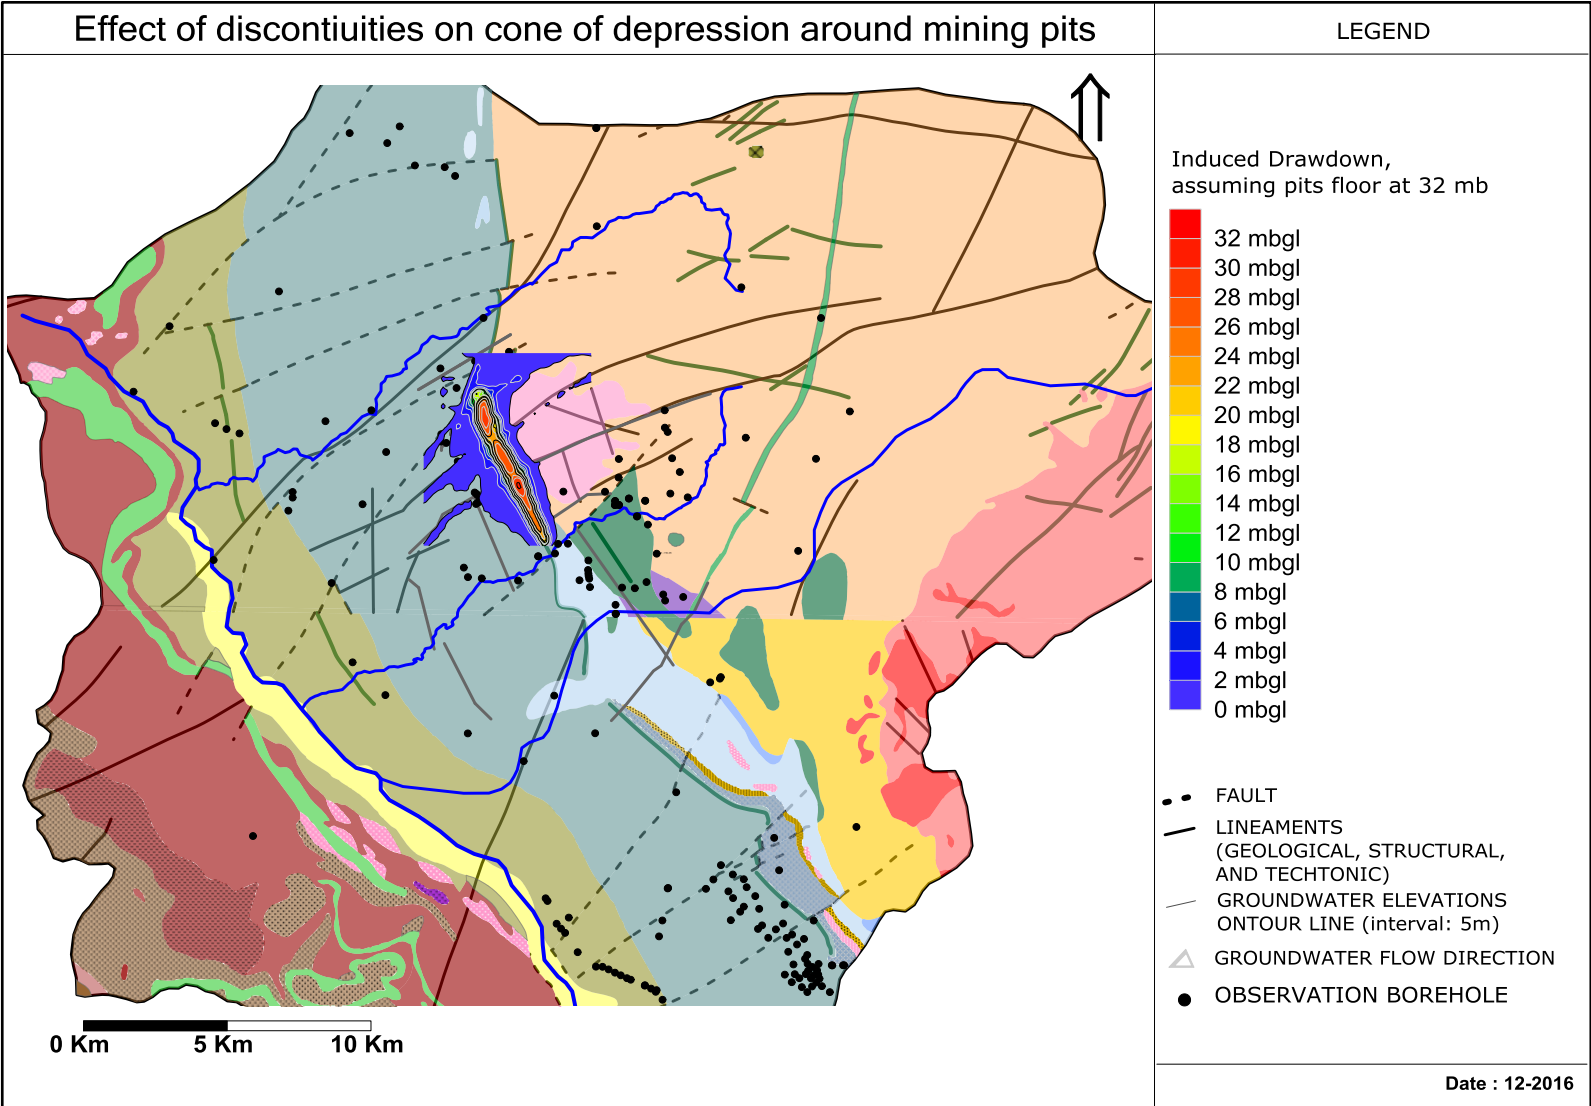 Effect of discontiuities on cone of depression around mining pits
LEGEND
Induced Drawdown,
assuming pits floor at 32 mb
32 mbgl
30 mbgl
28 mbgl
26 mbgl
24 mbgl
22 mbgl
20 mbgl
18 mbgl
16 mbgl
14 mbgl
12 mbgl
10 mbgl
8 mbgl
6 mbgl
4 mbgl
2 mbgl
0 mbgl
FAULT
LINEAMENTS
(GEOLOGICAL, STRUCTURAL,
AND TECHTONIC)
GROUNDWATER ELEVATIONS
ONTOUR LINE (interval: 5m)
GROUNDWATER FLOW DIRECTION
OBSERVATION BOREHOLE
0 Km
5 Km
10 Km
Date : 12-2016